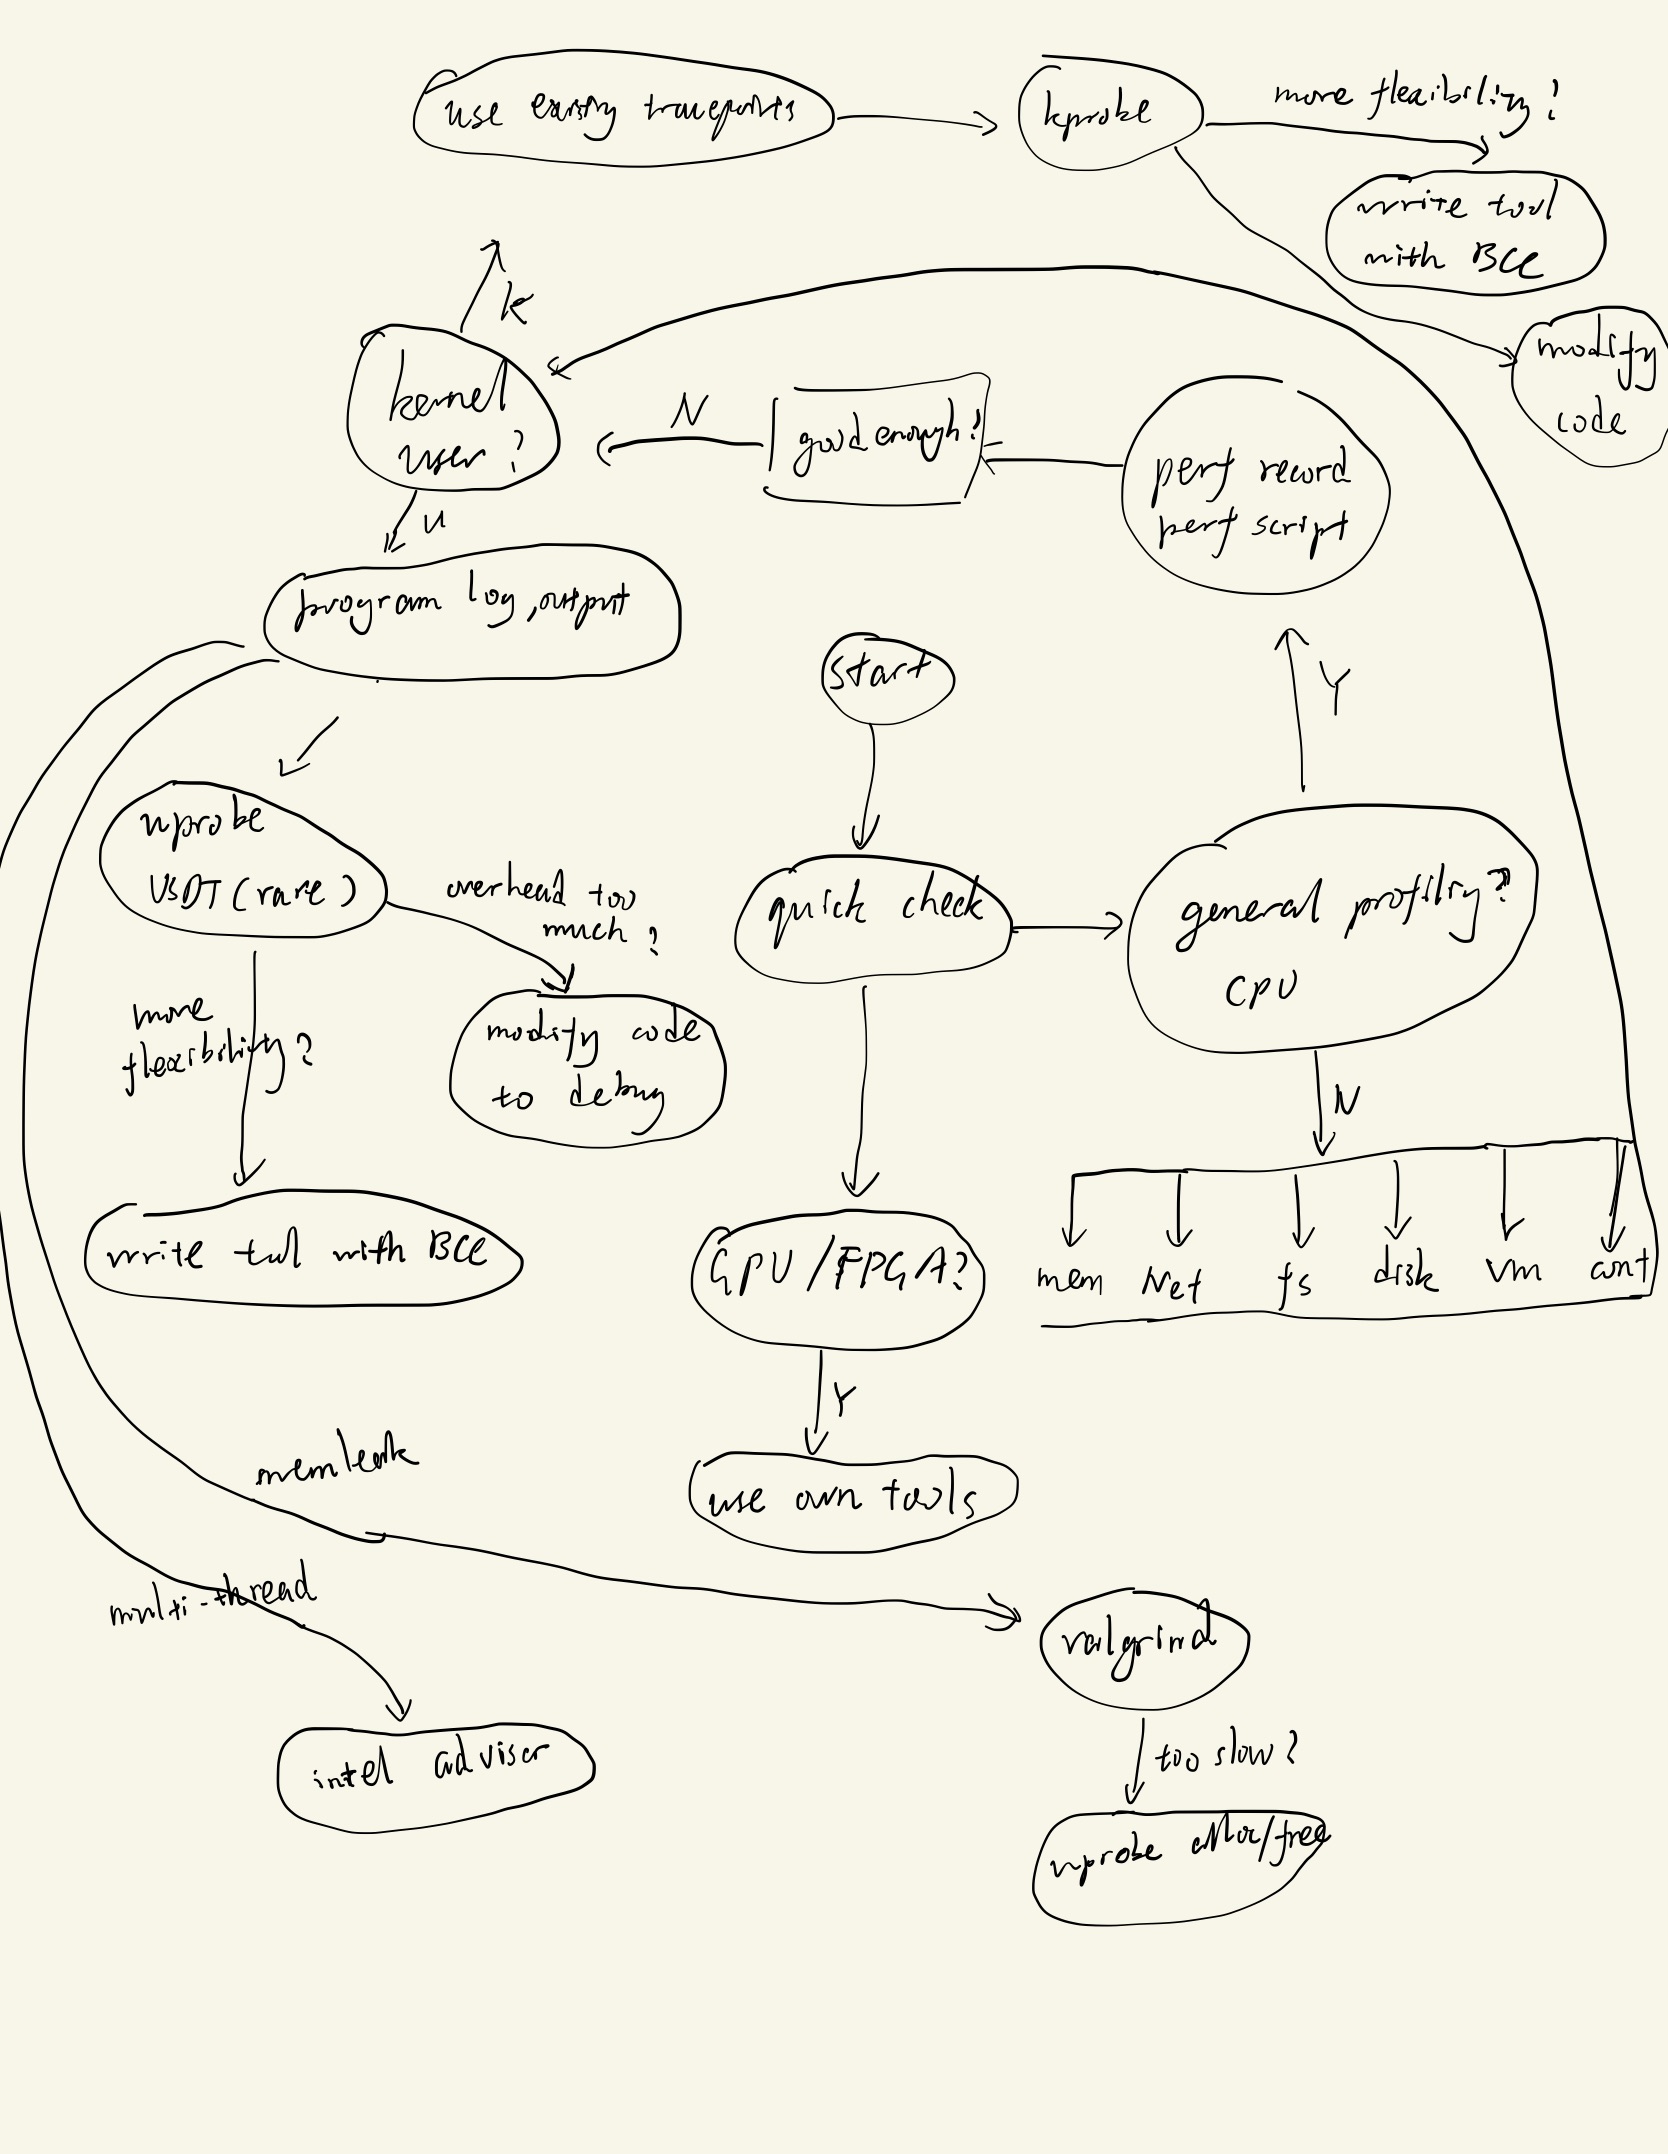 use existing tracepoints
kprobe
more flexibility?
write tool
with BCC
modify
code
k
kernel
user?
N
good enough?
perf record
perf script
u
program log, output
start
Y
uprobe
USDT (rare)
overhead too
much?
quick check
general profiling?
CPU
more
flexibility?
modify code
to debug
N
write tool with BCC
GPU/FPGA?
mem
Net
fs
disk
vm
cont
Y
memleak
use own tools
multi-thread
valgrind
intel advisor
too slow?
uprobe alloc/free